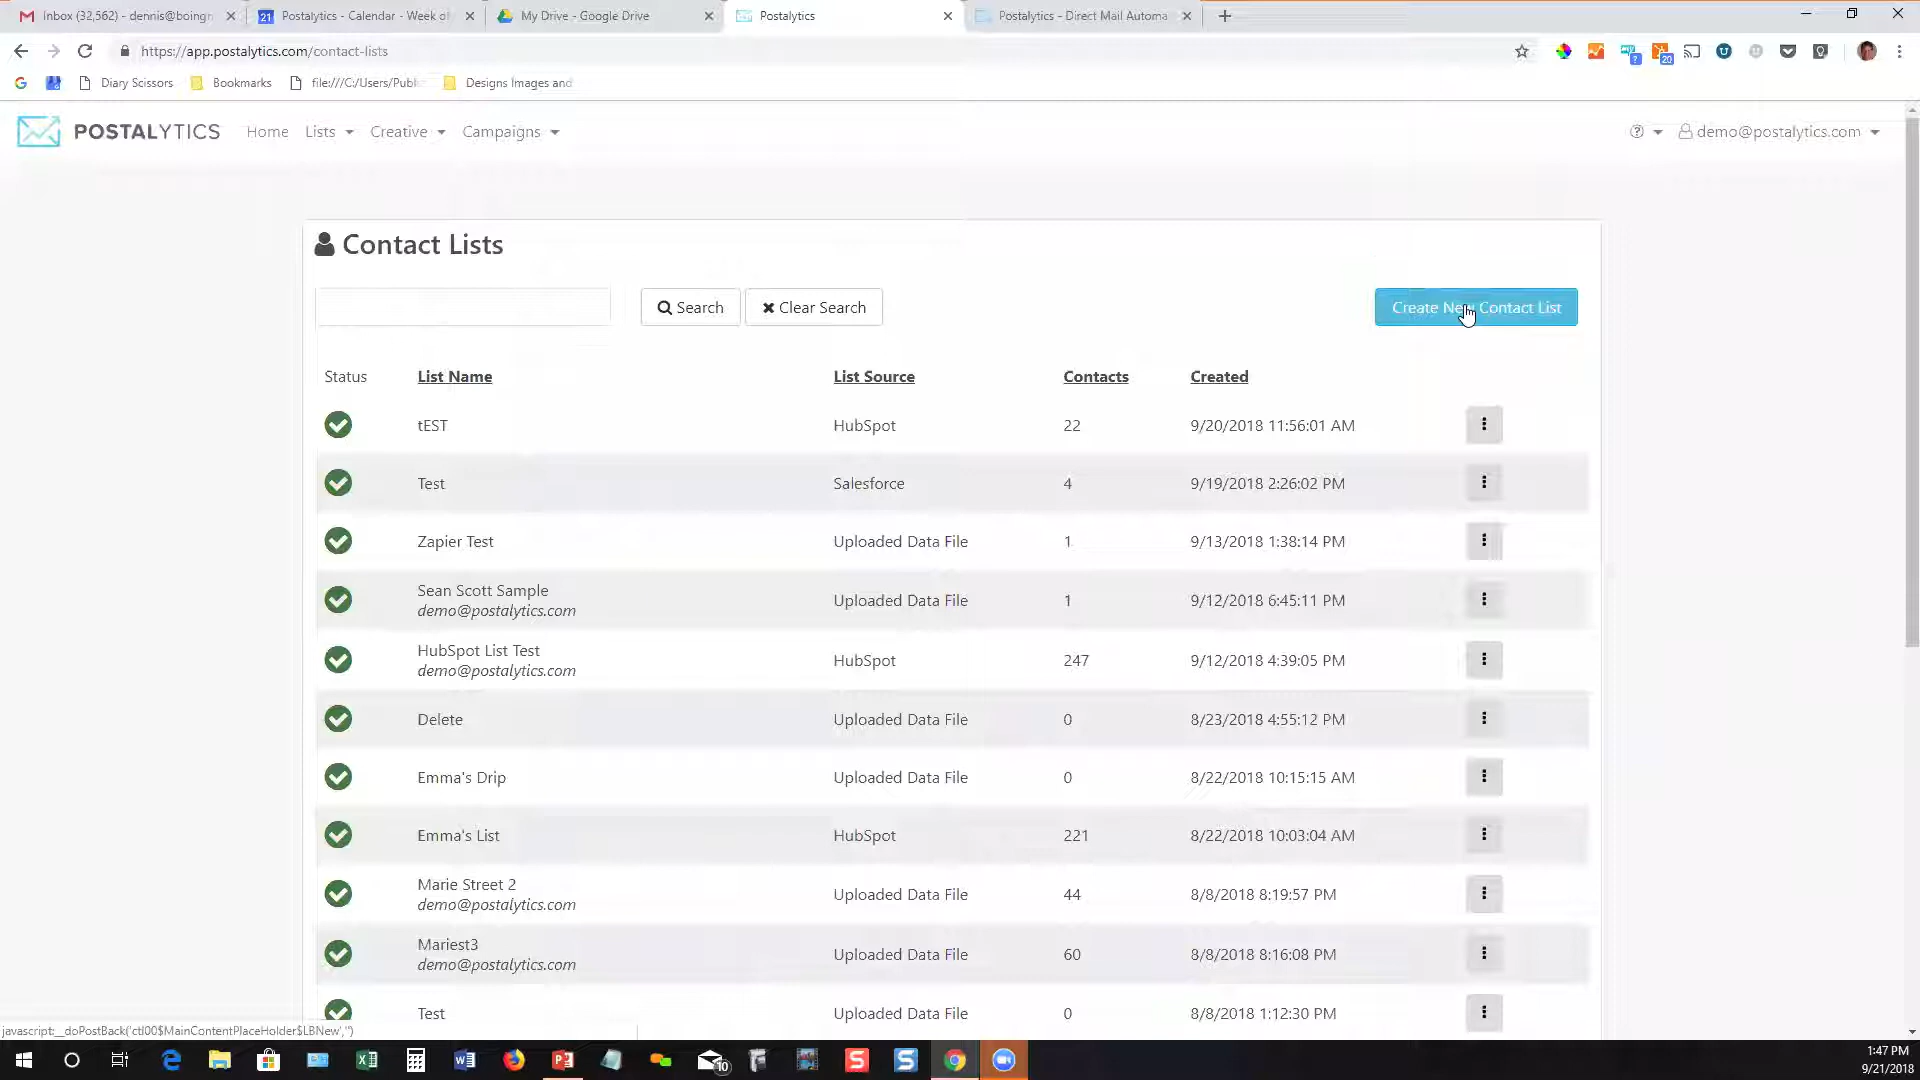 Inbox (32,562) - dennis@boing
Postalytics - Calendar - Week of
My Drive - Google Drive
Postalytics
Postalytics - Direct Mail Automa
https://app.postalytics.com/contact-lists
Diary Scissors
Bookmarks
file:///C:/Users/Publ
Designs Images and
POSTALYTICS
Home
Lists
Creative
Campaigns
demo@postalytics.com
Contact Lists
Search
Clear Search
Create New Contact List
Status List Name List Source Contacts Created
tEST HubSpot 22 9/20/2018 11:56:01 AM
Test Salesforce 4 9/19/2018 2:26:02 PM
Zapier Test Uploaded Data File 1 9/13/2018 1:38:14 PM
Sean Scott Sample
demo@postalytics.com
Uploaded Data File 1 9/12/2018 6:45:11 PM
HubSpot List Test
demo@postalytics.com
HubSpot 247 9/12/2018 4:39:05 PM
Delete Uploaded Data File 0 8/23/2018 4:55:12 PM
Emma's Drip Uploaded Data File 0 8/22/2018 10:15:15 AM
Emma's List HubSpot 221 8/22/2018 10:03:04 AM
Marie Street 2
demo@postalytics.com
Uploaded Data File 44 8/8/2018 8:19:57 PM
Mariest3
demo@postalytics.com
Uploaded Data File 60 8/8/2018 8:16:08 PM
Test Uploaded Data File 0 8/8/2018 1:12:30 PM
javascript:__doPostBack('ctl00$MainContentPlaceHolder$LBNew','')
1:47 PM
9/21/2018